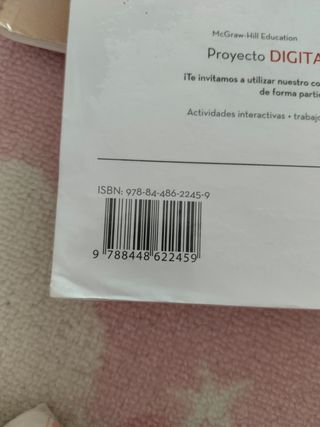 McGraw-Hill Education
Proyecto DIGITA
¡Te invitamos a utilizar nuestro co
de forma parti
Actividades interactivas + trabajo
ISBN: 978-84-486-2245-9
9 788448 622459